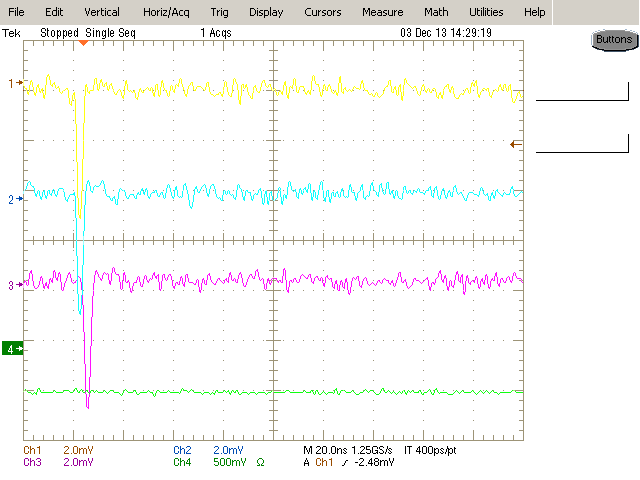 File Edit Vertical Horiz/Acq Trig Display Cursors Measure Math Utilities Help
Tek Stopped Single Seq 1 Acqs 03 Dec 13 14:29:19
Buttons
1
2
3
4
Ch1 2.0mV Ch2 2.0mV M 20.0ns 1.25GS/s IT 400ps/pt
Ch3 2.0mV Ch4 500mV Ω A Ch1 ∕ -2.48mV